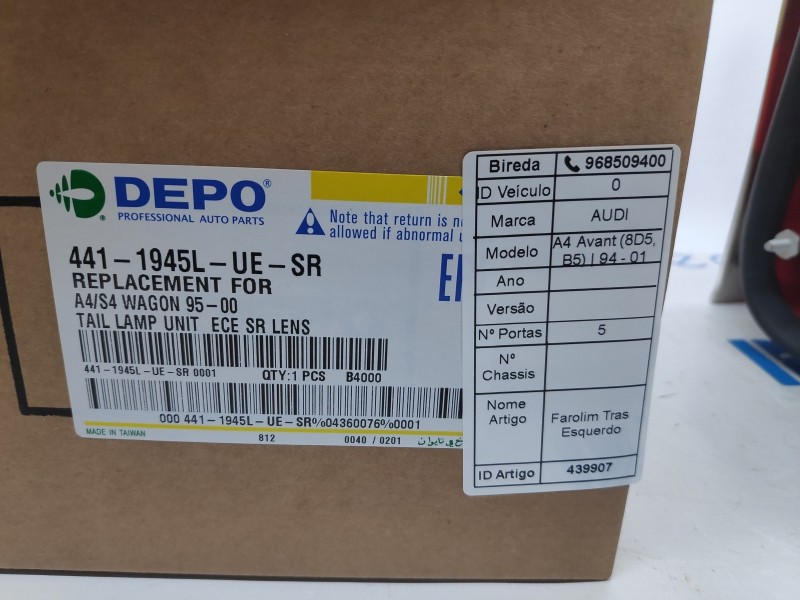 DEPO®
PROFESSIONAL AUTO PARTS
Note that return is
allowed if abnormal
441-1945L-UE-SR
REPLACEMENT FOR
A4/S4 WAGON 95-00
TAIL LAMP UNIT ECE SR LENS
441-1945L-UE-SR 0001 QTY:1 PCS B4000
000 441-1945L-UE-SR%04360076%0001
MADE IN TAIWAN 812 0040 / 0201
Bireda 968509400
ID Veículo 0
Marca AUDI
Modelo A4 Avant (8D5,
B5) | 94 - 01
Ano
Versão
Nº Portas 5
Nº
Chassis
Nome
Artigo
Farolim Tras
Esquerdo
ID Artigo 439907